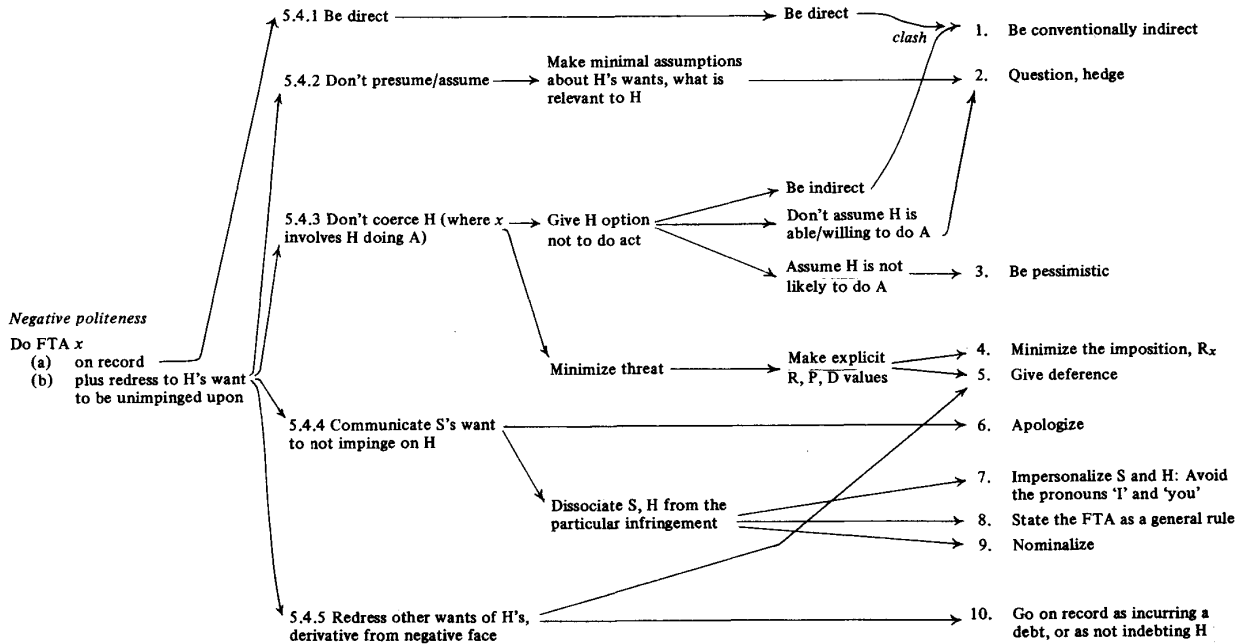 5.4.1 Be direct
Be direct
clash
1. Be conventionally indirect
5.4.2 Don't presume/assume
Make minimal assumptions
about H's wants, what is
relevant to H
2. Question, hedge
5.4.3 Don't coerce H (where x
involves H doing A)
Give H option
not to do act
Be indirect
Don't assume H is
able/willing to do A
Assume H is not
likely to do A
3. Be pessimistic
Negative politeness
Do FTA x
(a) on record
(b) plus redress to H's want
to be unimpinged upon
Minimize threat
Make explicit
R, P, D values
4. Minimize the imposition, Rx
5. Give deference
5.4.4 Communicate S's want
to not impinge on H
6. Apologize
Dissociate S, H from the
particular infringement
7. Impersonalize S and H: Avoid
the pronouns 'I' and 'you'
8. State the FTA as a general rule
9. Nominalize
5.4.5 Redress other wants of H's,
derivative from negative face
10. Go on record as incurring a
debt, or as not indebting H